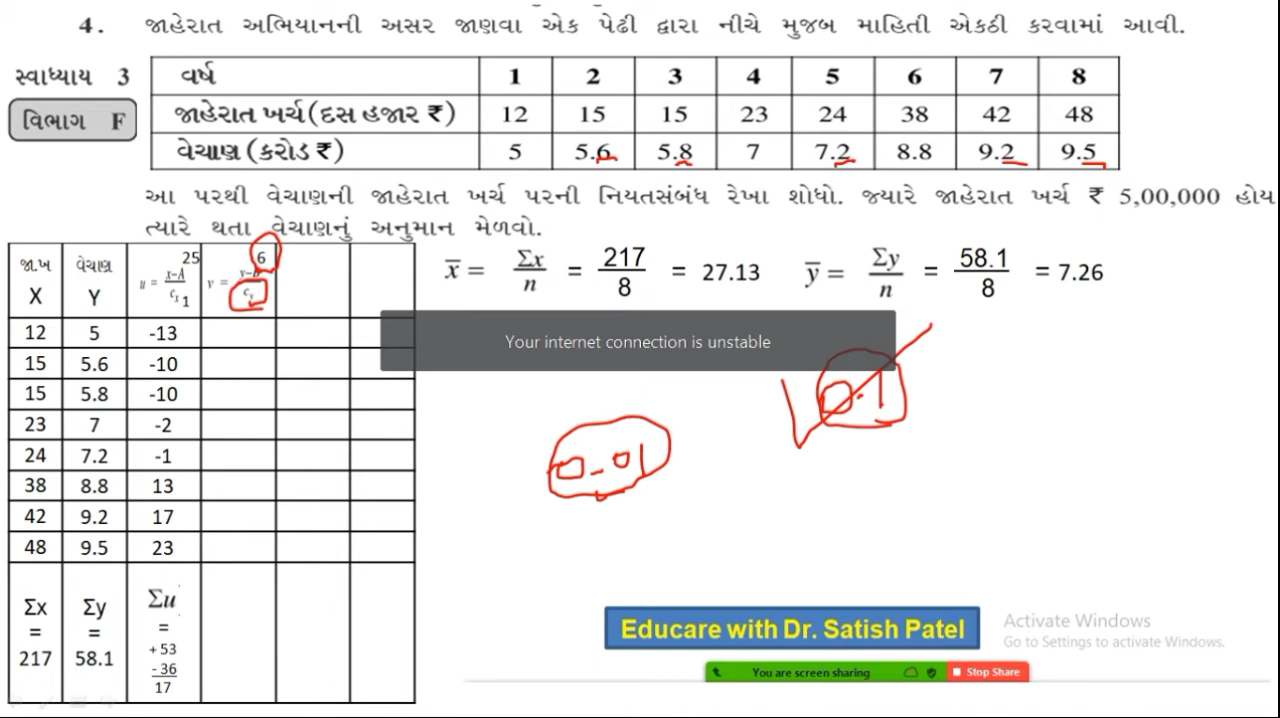 4. જાહેરાત અભિયાનની અસર જાણવા એક પેઢી દ્વારા નીચે મુજબ માહિતી એકઠી કરવામાં આવી.
સ્વાધ્યાય 3
વિભાગ F
વર્ષ 1 2 3 4 5 6 7 8
જાહેરાત ખર્ચ(દસ હજાર ₹) 12 15 15 23 24 38 42 48
વેચાણ (કરોડ ₹) 5 5.6 5.8 7 7.2 8.8 9.2 9.5
આ પરથી વેચાણની જાહેરાત ખર્ચ પરની નિયતસંબંધ રેખા શોધો. જ્યારે જાહેરાત ખર્ચ ₹ 5,00,000 હોય
ત્યારે થતા વેચાણનું અનુમાન મેળવો.
જા.ખ X વેચાણ Y u = x–A 25 / cx 1 v = y–B 6 / cy
12 5 -13
15 5.6 -10
15 5.8 -10
23 7 -2
24 7.2 -1
38 8.8 13
42 9.2 17
48 9.5 23
Σx = 217 Σy = 58.1 Σu = + 53 - 36 17
x̅ = Σx / n = 217 / 8 = 27.13 y̅ = Σy / n = 58.1 / 8 = 7.26
Your internet connection is unstable
0.1
0.01
Educare with Dr. Satish Patel
Activate Windows
Go to Settings to activate Windows.
You are screen sharing Stop Share